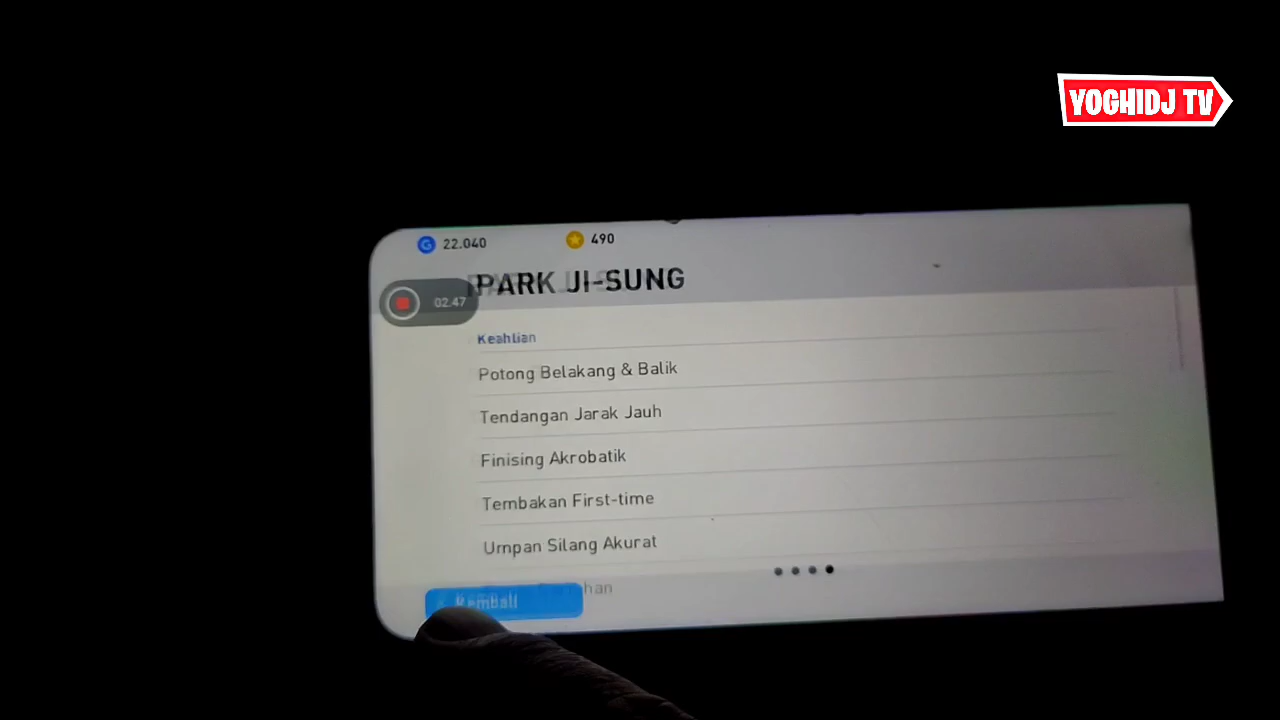 YOGHIDJ TV
22.040
490
PARK JI-SUNG
02.47
Keahlian
Potong Belakang & Balik
Tendangan Jarak Jauh
Finising Akrobatik
Tembakan First-time
Umpan Silang Akurat
Kembali